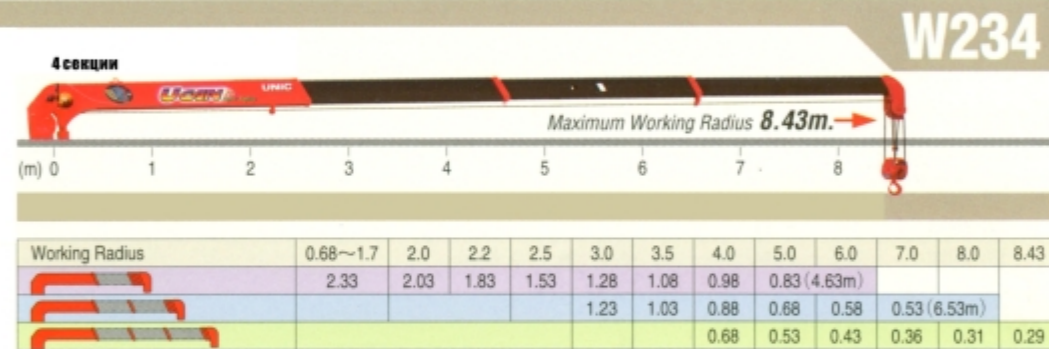 W234
4 секции
UNIC
Maximum Working Radius 8.43m.
(m) 0 1 2 3 4 5 6 7 8
Working Radius 0.68~1.7 2.0 2.2 2.5 3.0 3.5 4.0 5.0 6.0 7.0 8.0 8.43
2.33 2.03 1.83 1.53 1.28 1.08 0.98 0.83(4.63m)
1.23 1.03 0.88 0.68 0.58 0.53(6.53m)
0.68 0.53 0.43 0.36 0.31 0.29